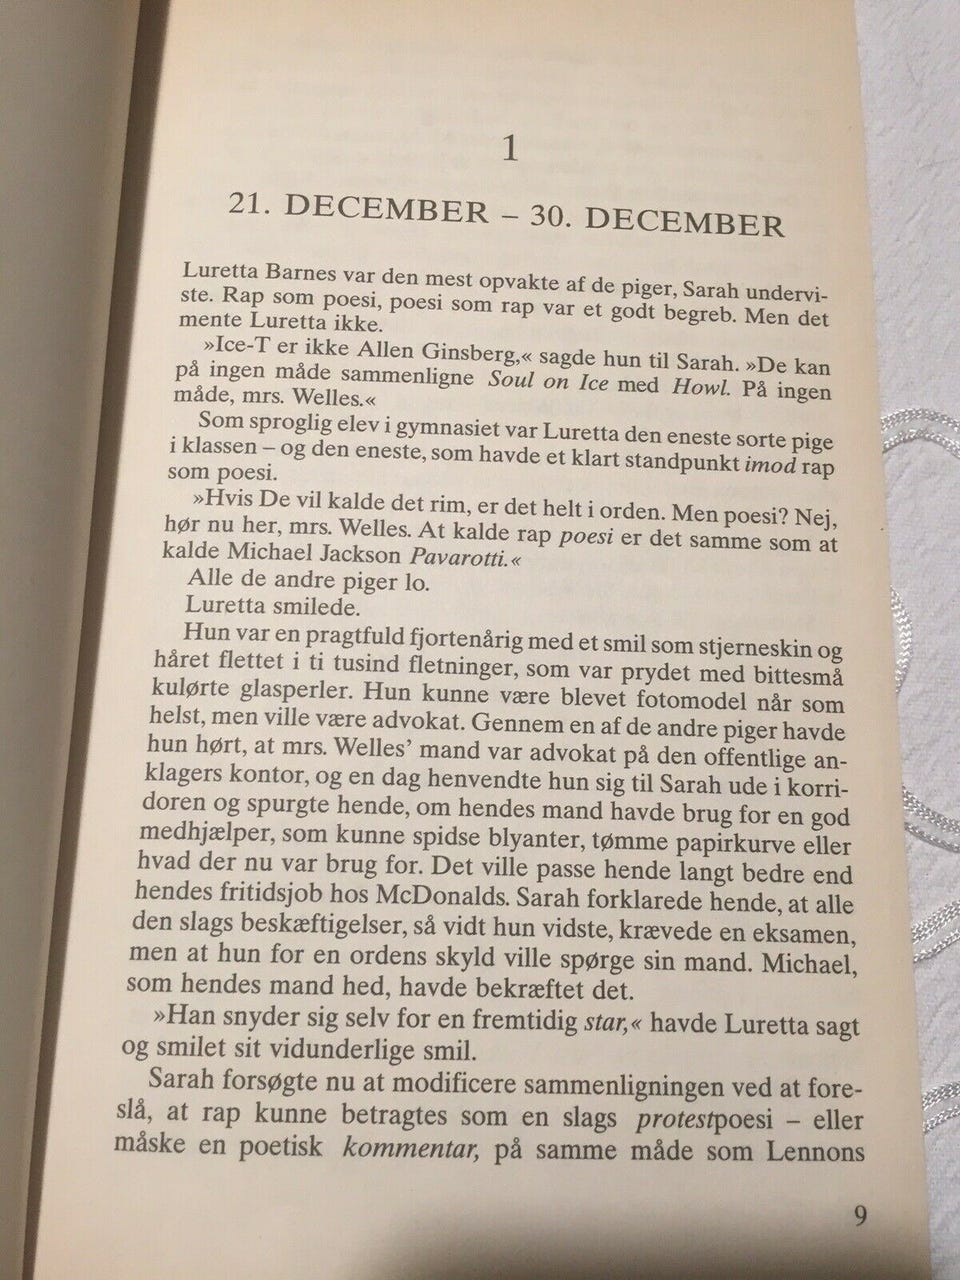 1
21. DECEMBER – 30. DECEMBER
Luretta Barnes var den mest opvakte af de piger, Sarah undervi-
ste. Rap som poesi, poesi som rap var et godt begreb. Men det
mente Luretta ikke.
»Ice-T er ikke Allen Ginsberg,« sagde hun til Sarah. »De kan
på ingen måde sammenligne Soul on Ice med Howl. På ingen
måde, mrs. Welles.«
Som sproglig elev i gymnasiet var Luretta den eneste sorte pige
i klassen – og den eneste, som havde et klart standpunkt imod rap
som poesi.
»Hvis De vil kalde det rim, er det helt i orden. Men poesi? Nej,
hør nu her, mrs. Welles. At kalde rap poesi er det samme som at
kalde Michael Jackson Pavarotti.«
Alle de andre piger lo.
Luretta smilede.
Hun var en pragtfuld fjortenårig med et smil som stjerneskin og
håret flettet i ti tusind fletninger, som var prydet med bittesmå
kulørte glasperler. Hun kunne være blevet fotomodel når som
helst, men ville være advokat. Gennem en af de andre piger havde
hun hørt, at mrs. Welles’ mand var advokat på den offentlige an-
klagers kontor, og en dag henvendte hun sig til Sarah ude i korri-
doren og spurgte hende, om hendes mand havde brug for en god
medhjælper, som kunne spidse blyanter, tømme papirkurve eller
hvad der nu var brug for. Det ville passe hende langt bedre end
hendes fritidsjob hos McDonalds. Sarah forklarede hende, at alle
den slags beskæftigelser, så vidt hun vidste, krævede en eksamen,
men at hun for en ordens skyld ville spørge sin mand. Michael,
som hendes mand hed, havde bekræftet det.
»Han snyder sig selv for en fremtidig star,« havde Luretta sagt
og smilet sit vidunderlige smil.
Sarah forsøgte nu at modificere sammenligningen ved at fore-
slå, at rap kunne betragtes som en slags protestpoesi – eller
måske en poetisk kommentar, på samme måde som Lennons
9